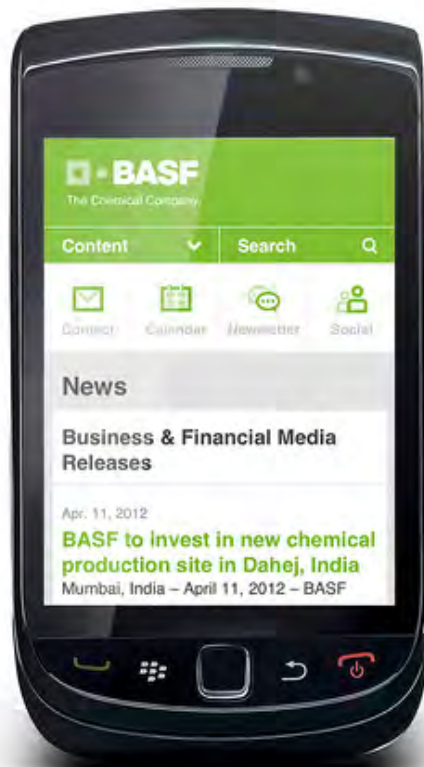 BASF
The Chemical Company
Content Search
Contact Calendar Newsletter Social
News
Business & Financial Media
Releases
Apr. 11, 2012
BASF to invest in new chemical
production site in Dahej, India
Mumbai, India – April 11, 2012 – BASF